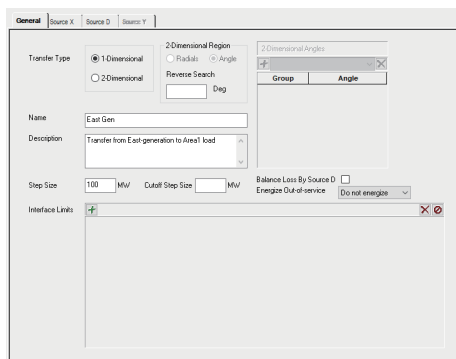 General Source X Source D Source Y
Transfer Type
1-Dimensional
2-Dimensional
2-Dimensional Region
Radials Angle
Reverse Search
Deg
2-Dimensional Angles
Group Angle
Name East Gen
Description Transfer from East-generation to Area1 load
Step Size 100 MW Cutoff Step Size MW
Balance Loss By Source D
Energize Out-of-service Do not energize
Interface Limits